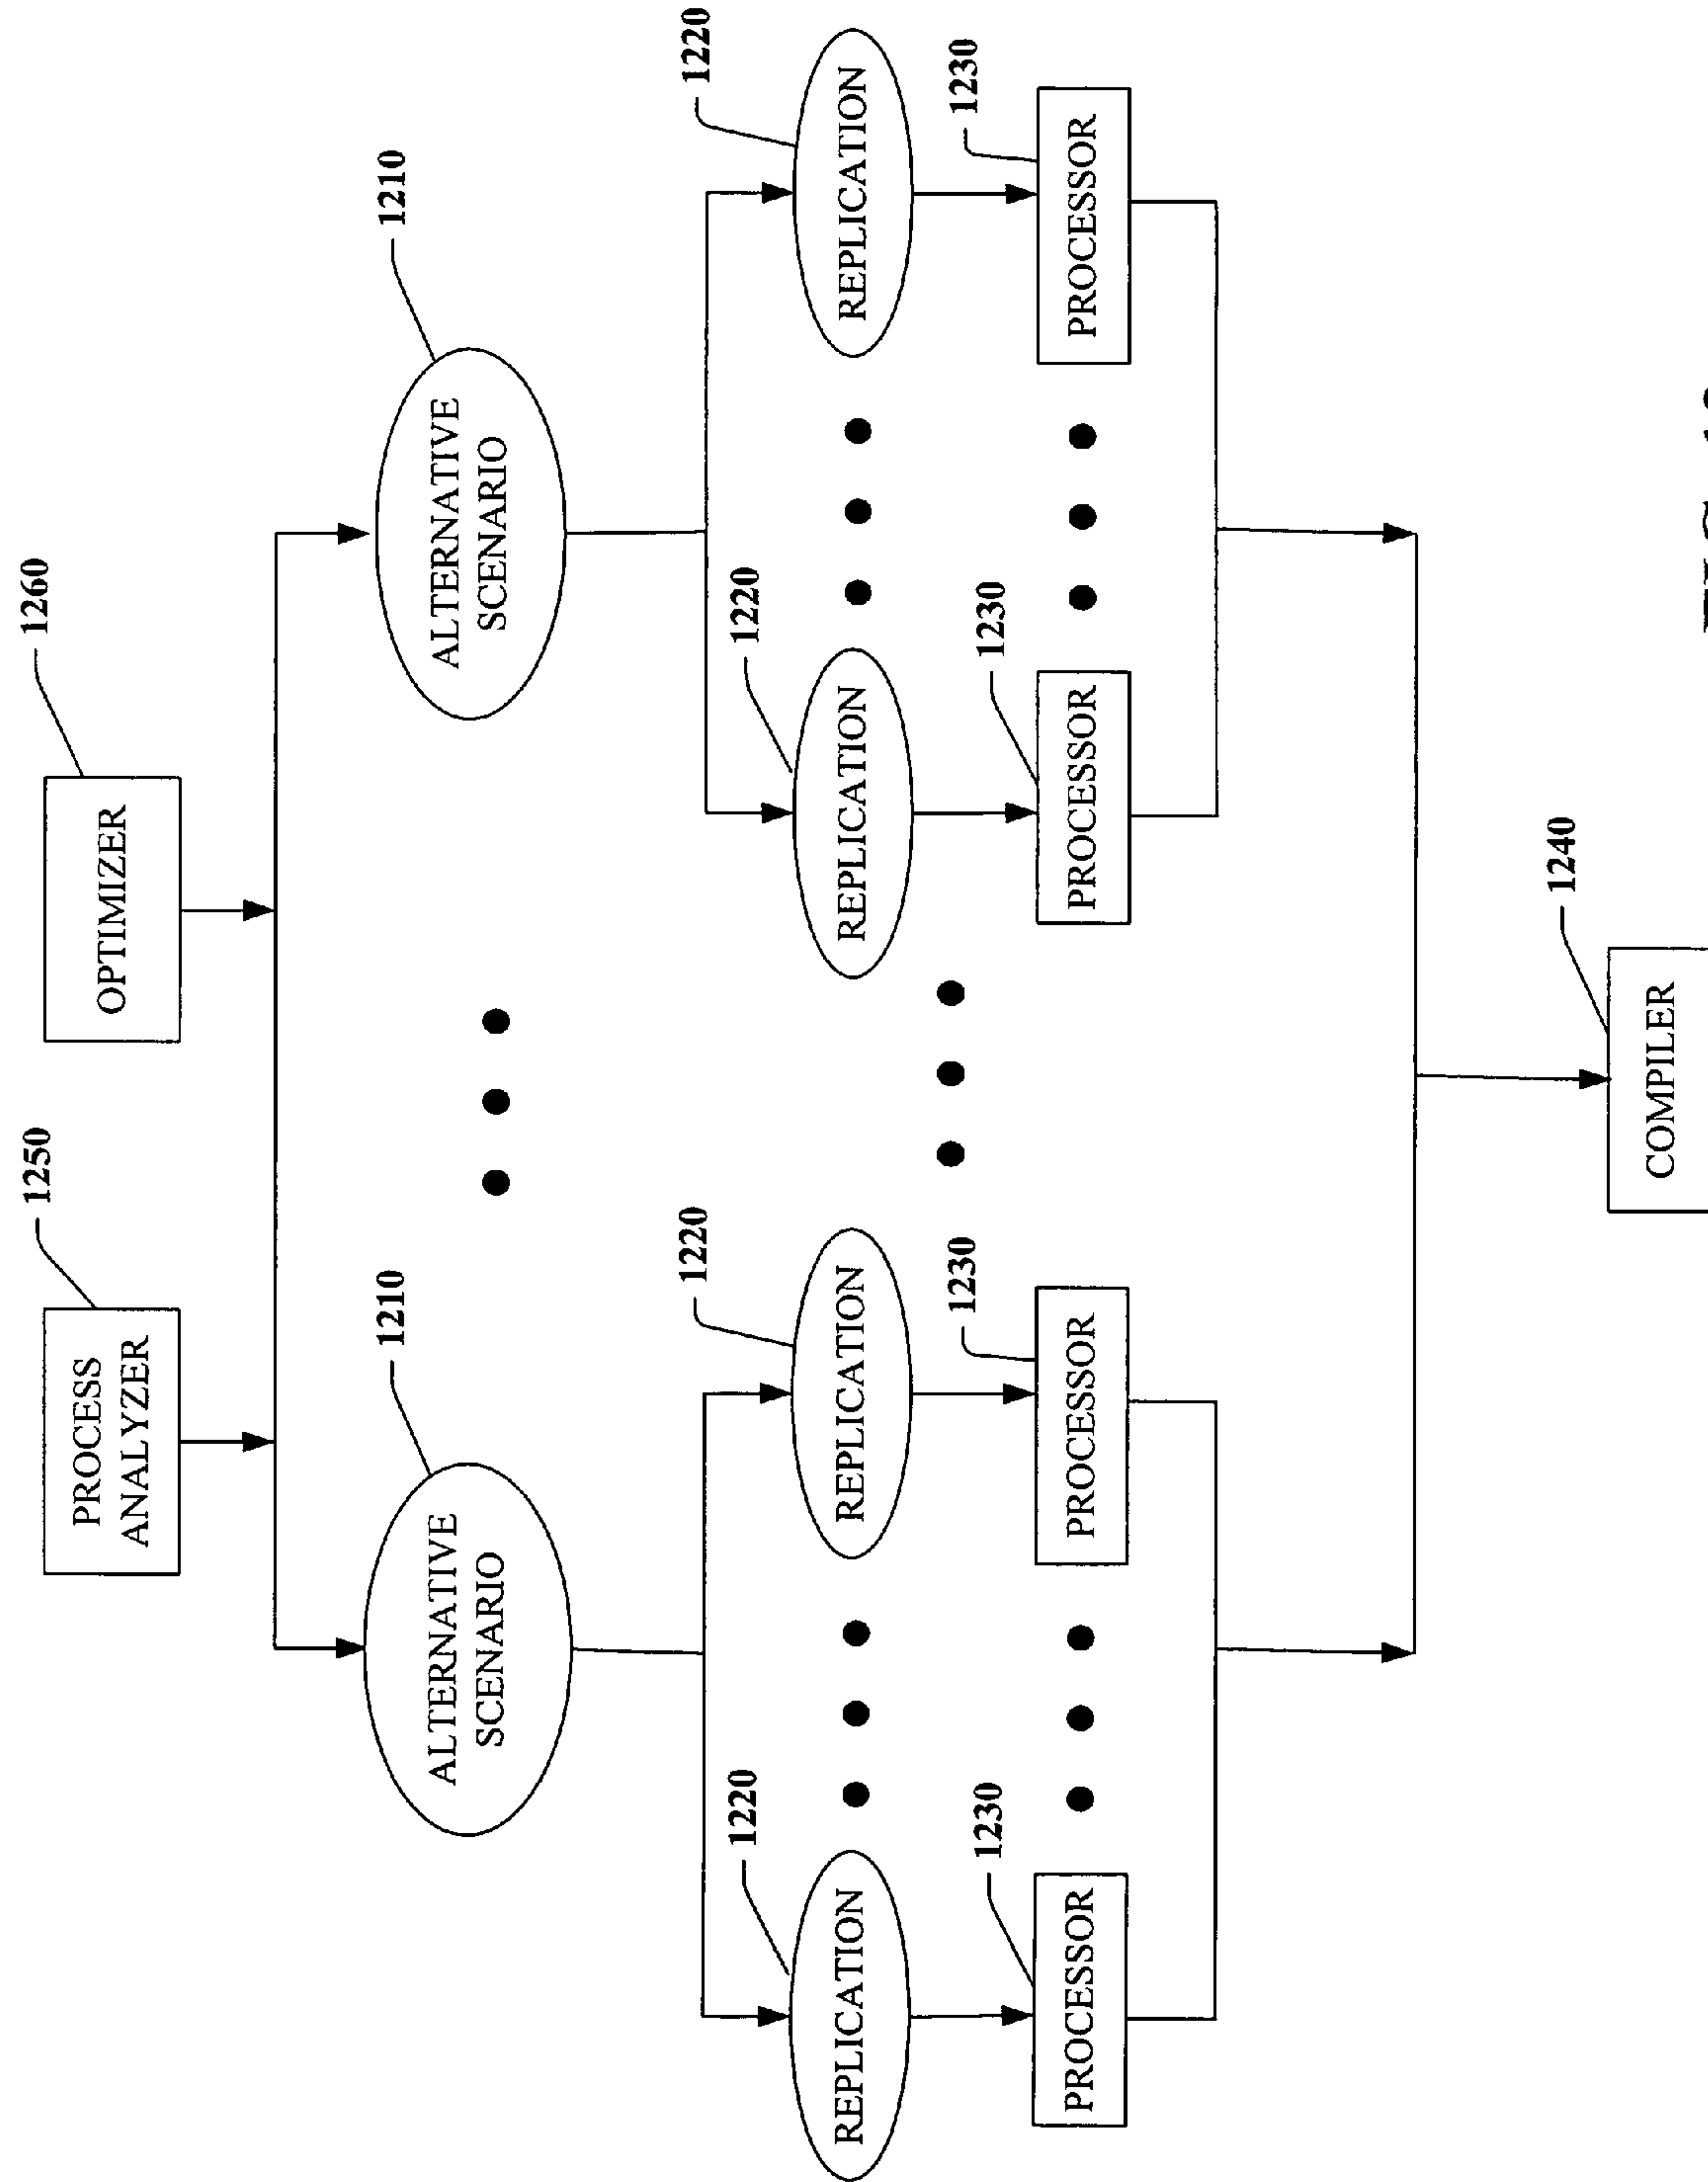 1250
1260
PROCESS
ANALYZER
OPTIMIZER
1210
1210
ALTERNATIVE
SCENARIO
ALTERNATIVE
SCENARIO
1220
1220
1220
1220
REPLICATION
REPLICATION
REPLICATION
REPLICATION
1230
1230
1230
1230
PROCESSOR
PROCESSOR
PROCESSOR
PROCESSOR
1240
COMPILER